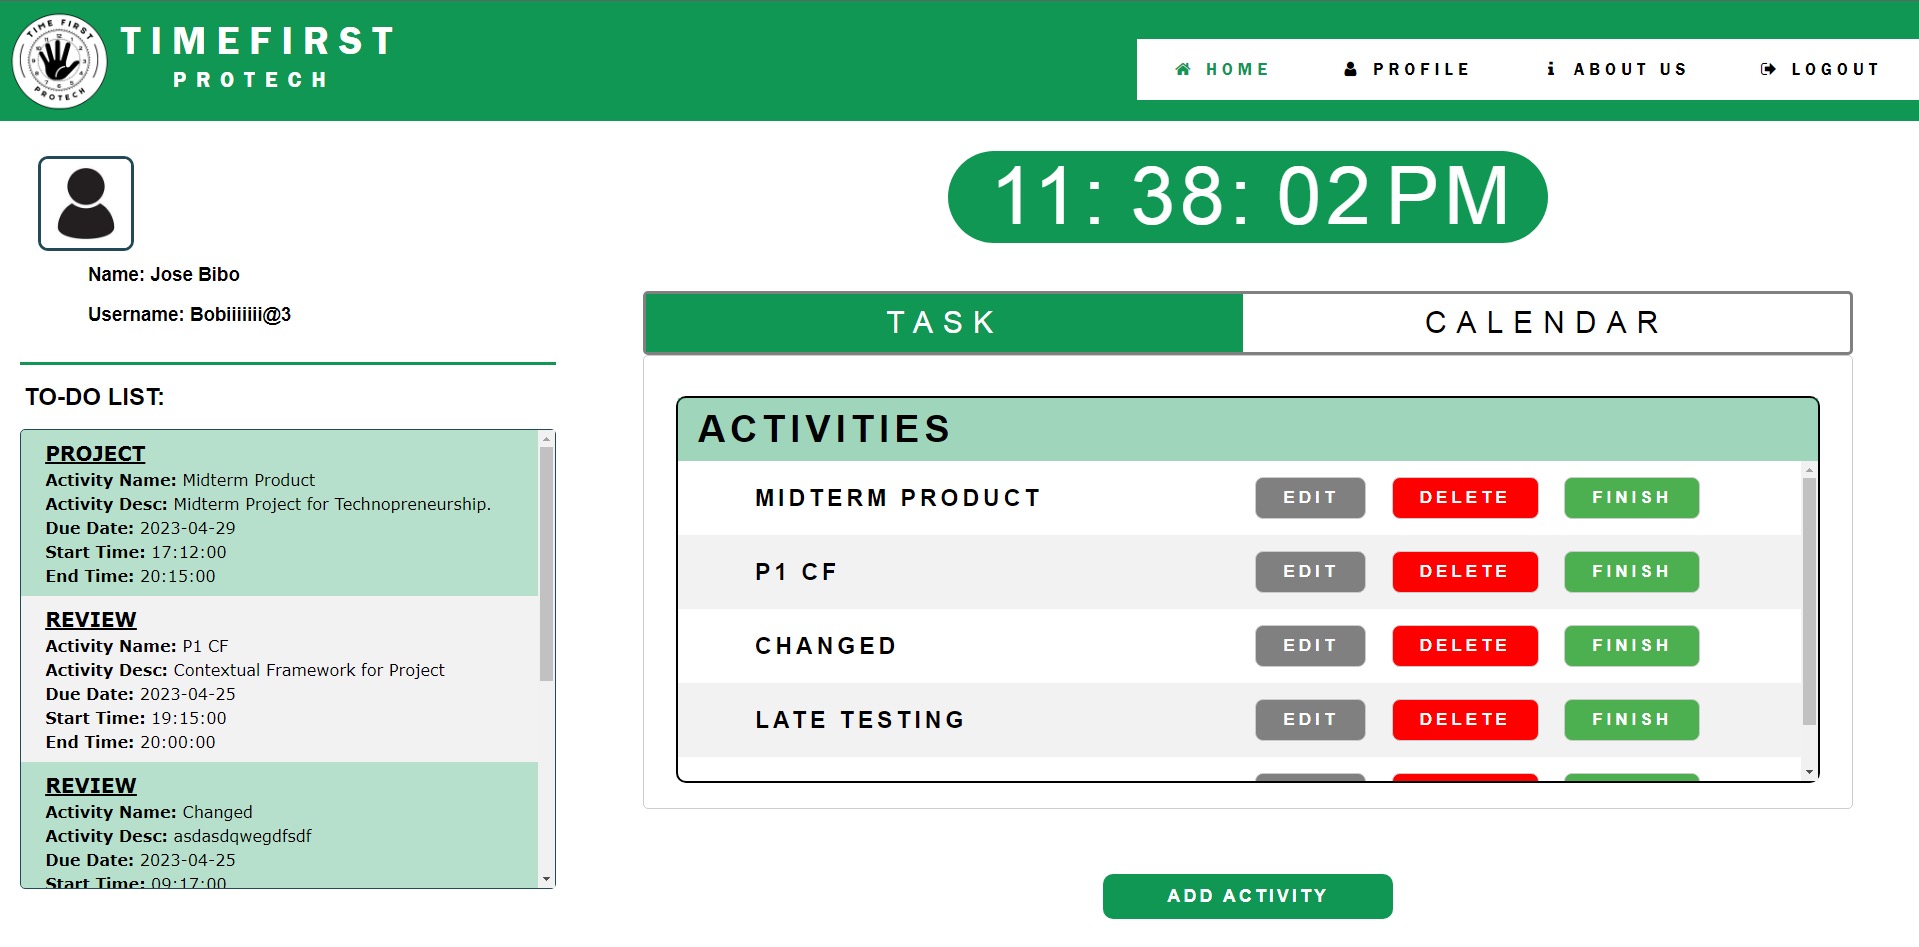 TIME FIRST
PROTECH
TIMEFIRST
PROTECH
HOME
PROFILE
ABOUT US
LOGOUT
11: 38: 02 PM
Name: Jose Bibo
Username: Bobiiiiiii@3
TASK
CALENDAR
TO-DO LIST:
PROJECT
Activity Name: Midterm Product
Activity Desc: Midterm Project for Technopreneurship.
Due Date: 2023-04-29
Start Time: 17:12:00
End Time: 20:15:00
REVIEW
Activity Name: P1 CF
Activity Desc: Contextual Framework for Project
Due Date: 2023-04-25
Start Time: 19:15:00
End Time: 20:00:00
REVIEW
Activity Name: Changed
Activity Desc: asdasdqwegdfsdf
Due Date: 2023-04-25
Start Time: 09:17:00
ACTIVITIES
MIDTERM PRODUCT EDIT DELETE FINISH
P1 CF EDIT DELETE FINISH
CHANGED EDIT DELETE FINISH
LATE TESTING EDIT DELETE FINISH
ADD ACTIVITY